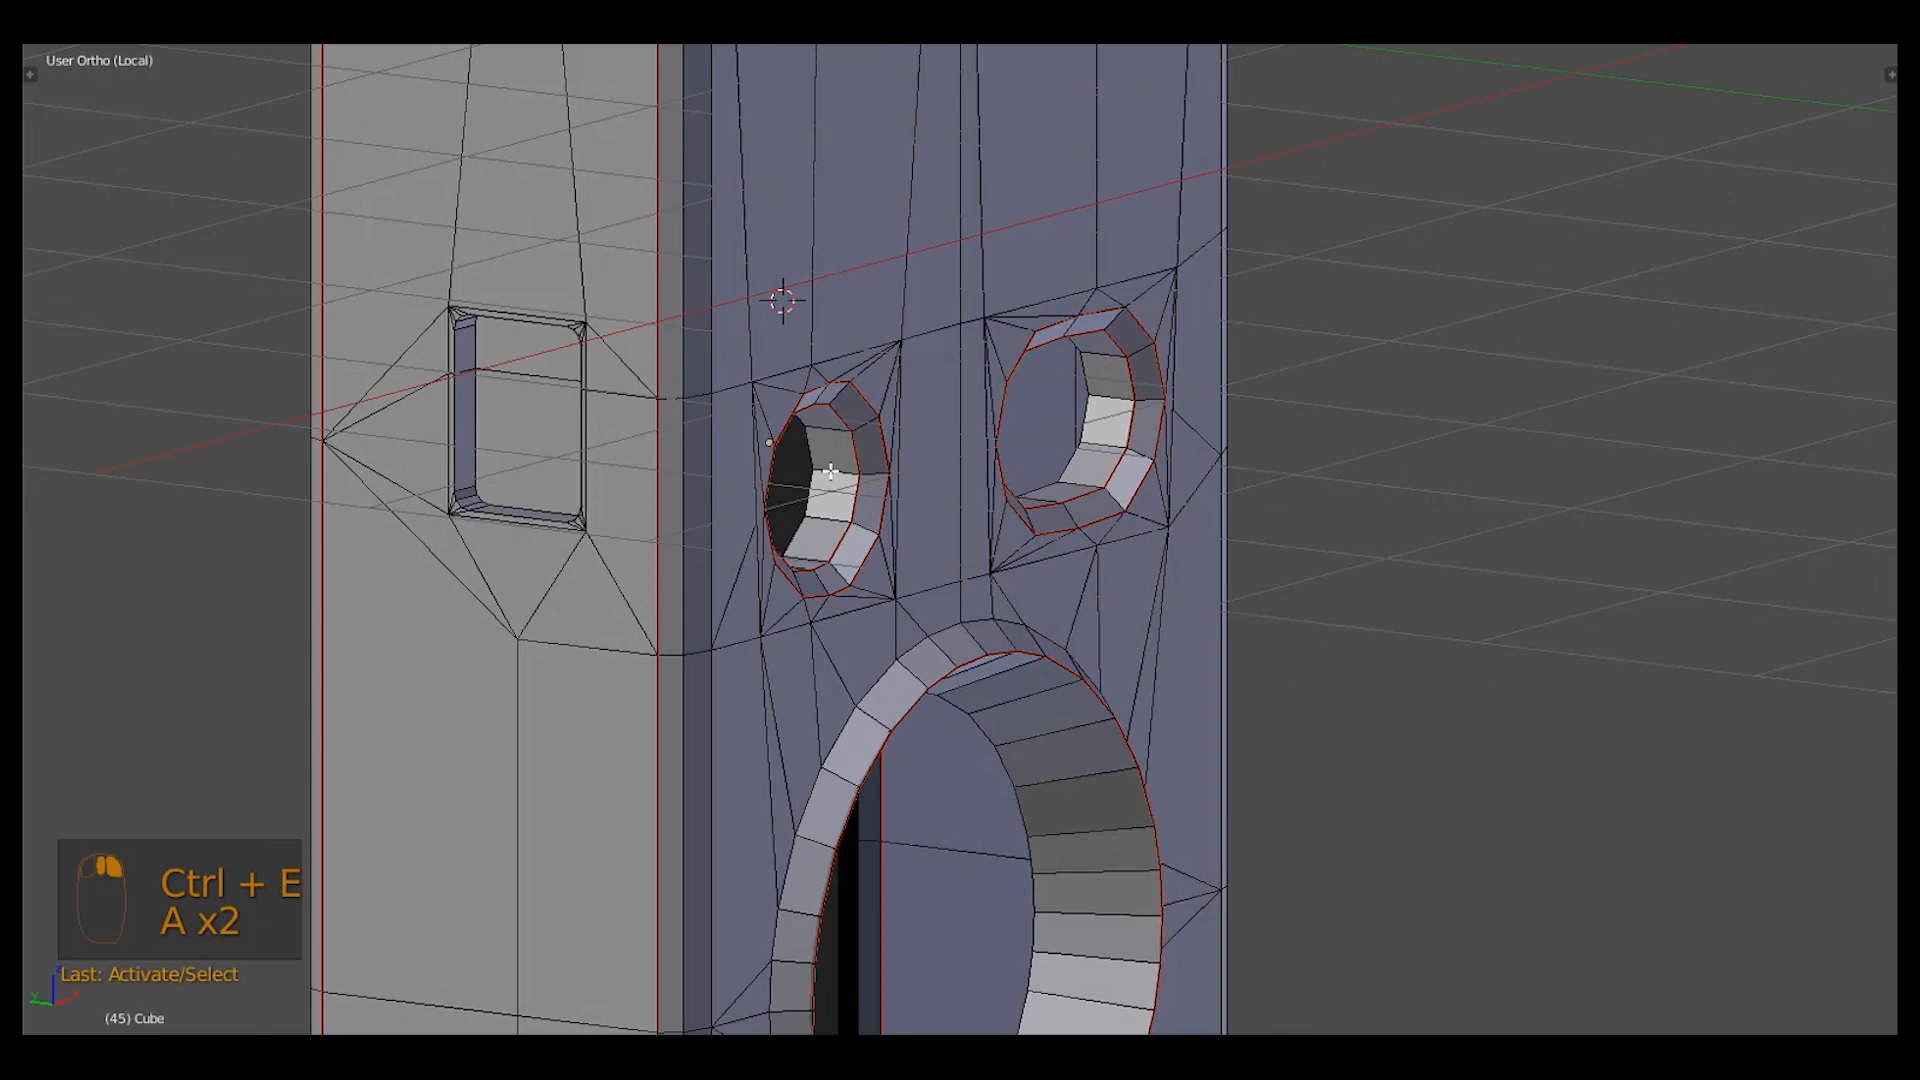 User Ortho (Local)
Ctrl + E
A x2
Last: Activate/Select
(45) Cube